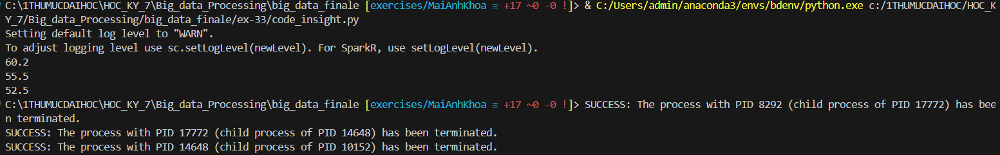 C:\1THUMUCDAIHOC\HOC_KY_7\Big_data_Processing\big_data_finale [exercises/MaiAnhKhoa ≡ +17 ~0 -0 !]> & C:/Users/admin/anaconda3/envs/bdenv/python.exe c:/1THUMUCDAIHOC/HOC_K
Y_7/Big_data_Processing/big_data_finale/ex-33/code_insight.py
Setting default log level to "WARN".
To adjust logging level use sc.setLogLevel(newLevel). For SparkR, use setLogLevel(newLevel).
60.2
55.5
52.5
C:\1THUMUCDAIHOC\HOC_KY_7\Big_data_Processing\big_data_finale [exercises/MaiAnhKhoa ≡ +17 ~0 -0 !]> SUCCESS: The process with PID 8292 (child process of PID 17772) has bee
n terminated.
SUCCESS: The process with PID 17772 (child process of PID 14648) has been terminated.
SUCCESS: The process with PID 14648 (child process of PID 10152) has been terminated.